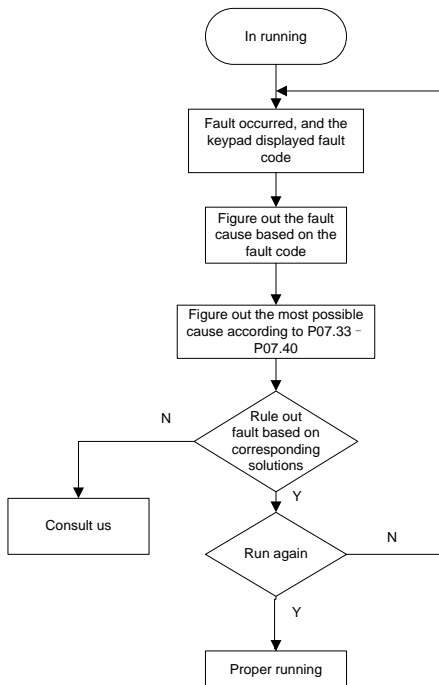 In running
Fault occurred, and the
keypad displayed fault
code
Figure out the fault
cause based on the
fault code
Figure out the most possible
cause according to P07.33–
P07.40
N
Rule out
fault based on
corresponding
solutions
Y
Consult us
Run again
N
Y
Proper running